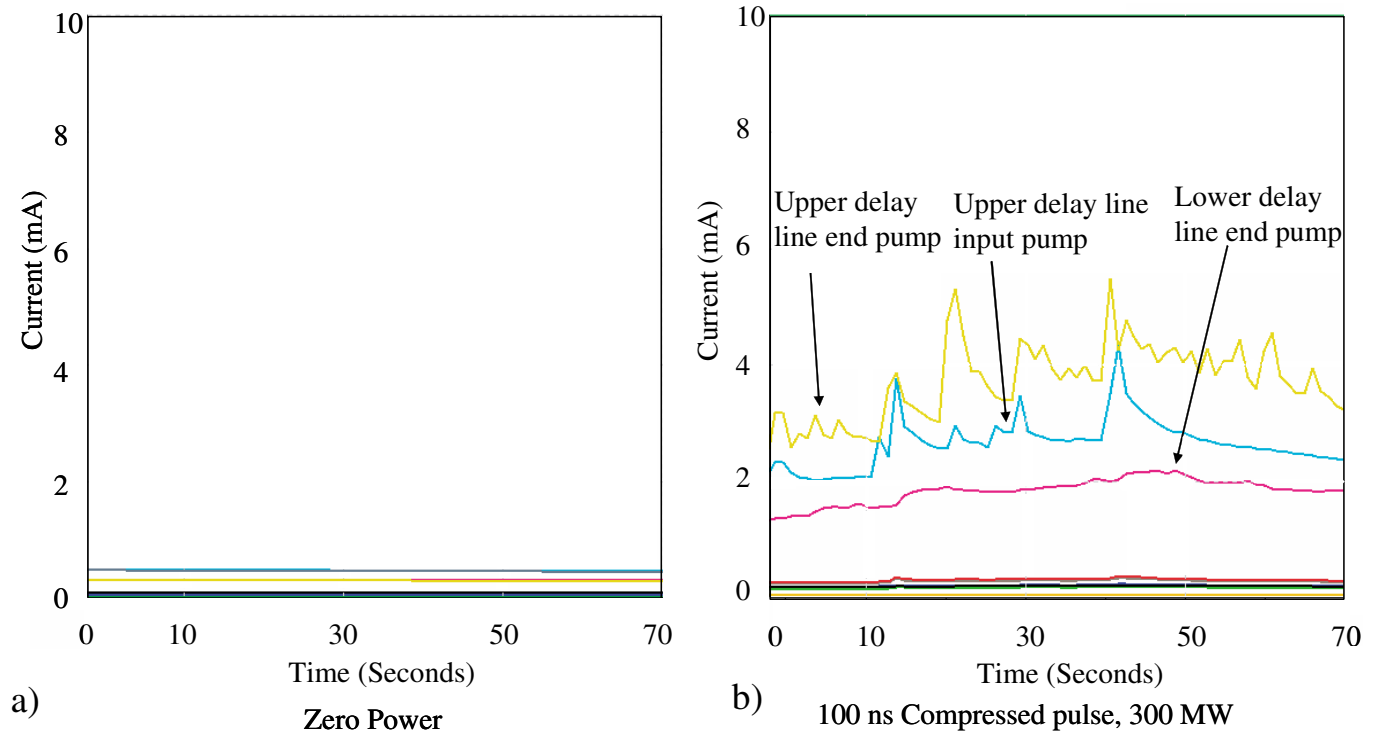 10
8
6
4
2
0
Current (mA)
0 10 30 50 70
Time (Seconds)
a)
Zero Power
10
8
6
4
2
0
Current (mA)
Upper delay
line end pump
Upper delay line
input pump
Lower delay
line end pump
0 10 30 50 70
Time (Seconds)
b)
100 ns Compressed pulse, 300 MW